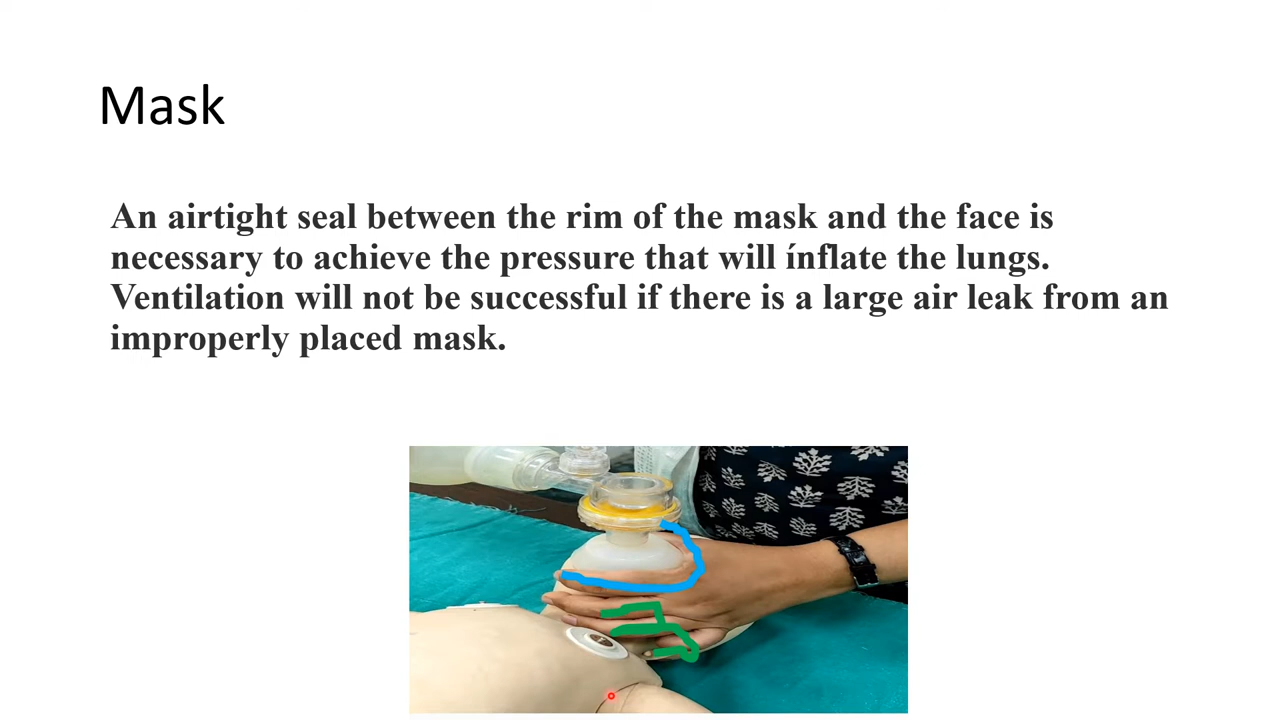 Mask
An airtight seal between the rim of the mask and the face is
necessary to achieve the pressure that will ínflate the lungs.
Ventilation will not be successful if there is a large air leak from an
improperly placed mask.